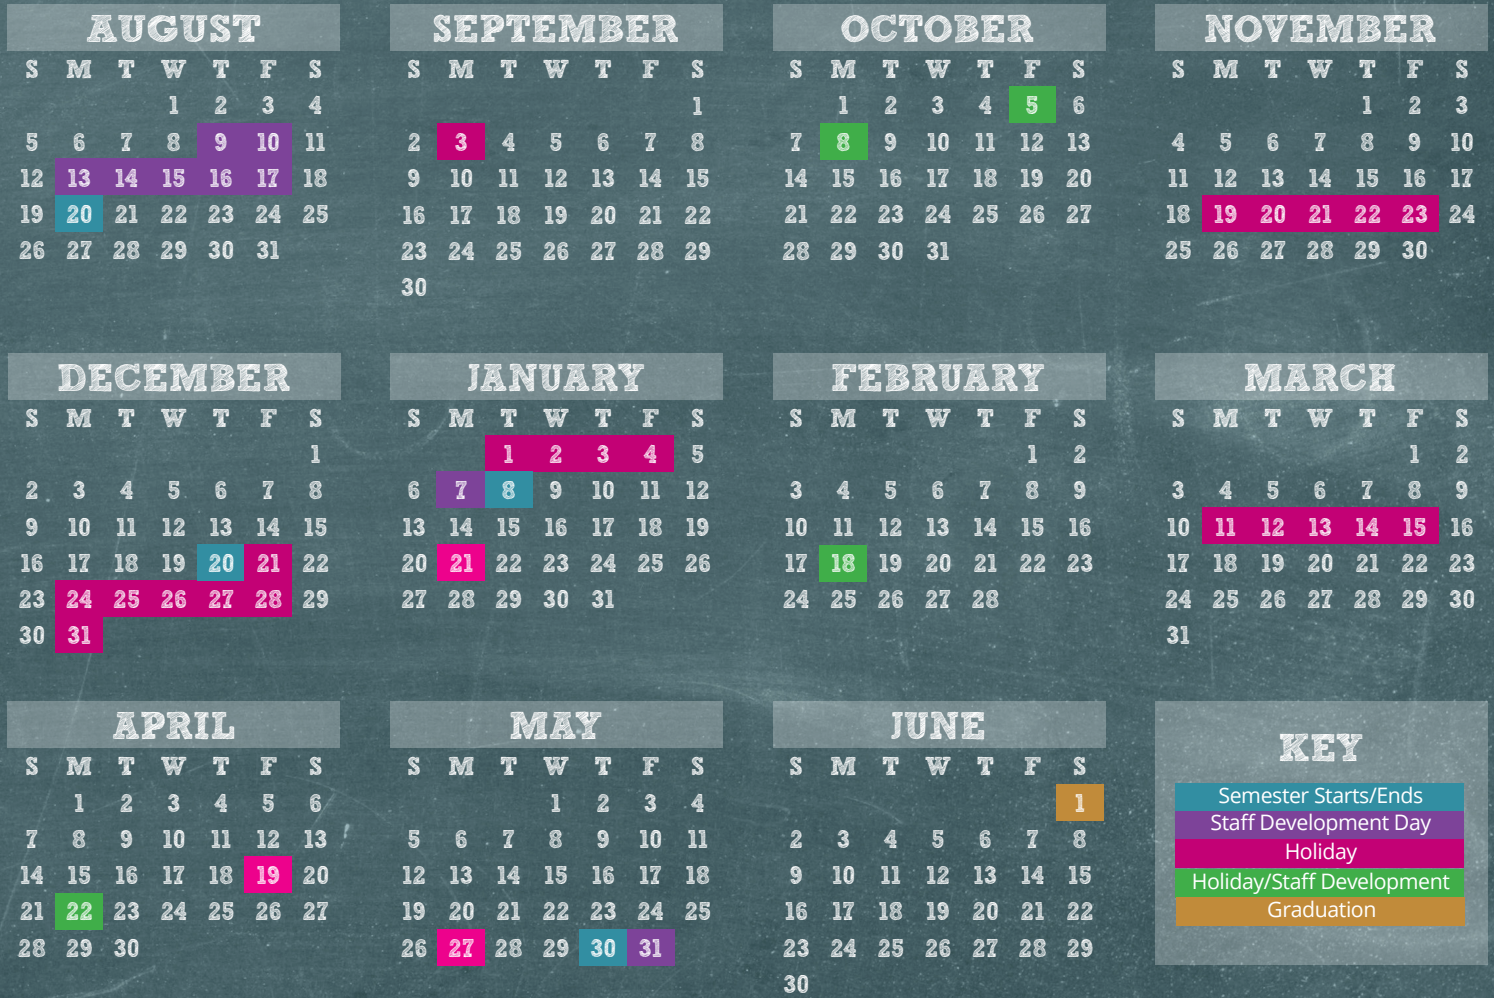 AUGUST
S M T W T F S
1 2 3 4
5 6 7 8 9 10 11
12 13 14 15 16 17 18
19 20 21 22 23 24 25
26 27 28 29 30 31
SEPTEMBER
S M T W T F S
1
2 3 4 5 6 7 8
9 10 11 12 13 14 15
16 17 18 19 20 21 22
23 24 25 26 27 28 29
30
OCTOBER
S M T W T F S
1 2 3 4 5 6
7 8 9 10 11 12 13
14 15 16 17 18 19 20
21 22 23 24 25 26 27
28 29 30 31
NOVEMBER
S M T W T F S
1 2 3
4 5 6 7 8 9 10
11 12 13 14 15 16 17
18 19 20 21 22 23 24
25 26 27 28 29 30
DECEMBER
S M T W T F S
1
2 3 4 5 6 7 8
9 10 11 12 13 14 15
16 17 18 19 20 21 22
23 24 25 26 27 28 29
30 31
JANUARY
S M T W T F S
1 2 3 4 5
6 7 8 9 10 11 12
13 14 15 16 17 18 19
20 21 22 23 24 25 26
27 28 29 30 31
FEBRUARY
S M T W T F S
1 2
3 4 5 6 7 8 9
10 11 12 13 14 15 16
17 18 19 20 21 22 23
24 25 26 27 28
MARCH
S M T W T F S
1 2
3 4 5 6 7 8 9
10 11 12 13 14 15 16
17 18 19 20 21 22 23
24 25 26 27 28 29 30
31
APRIL
S M T W T F S
1 2 3 4 5 6
7 8 9 10 11 12 13
14 15 16 17 18 19 20
21 22 23 24 25 26 27
28 29 30
MAY
S M T W T F S
1 2 3 4
5 6 7 8 9 10 11
12 13 14 15 16 17 18
19 20 21 22 23 24 25
26 27 28 29 30 31
JUNE
S M T W T F S
1
2 3 4 5 6 7 8
9 10 11 12 13 14 15
16 17 18 19 20 21 22
23 24 25 26 27 28 29
30
KEY
Semester Starts/Ends
Staff Development Day
Holiday
Holiday/Staff Development
Graduation